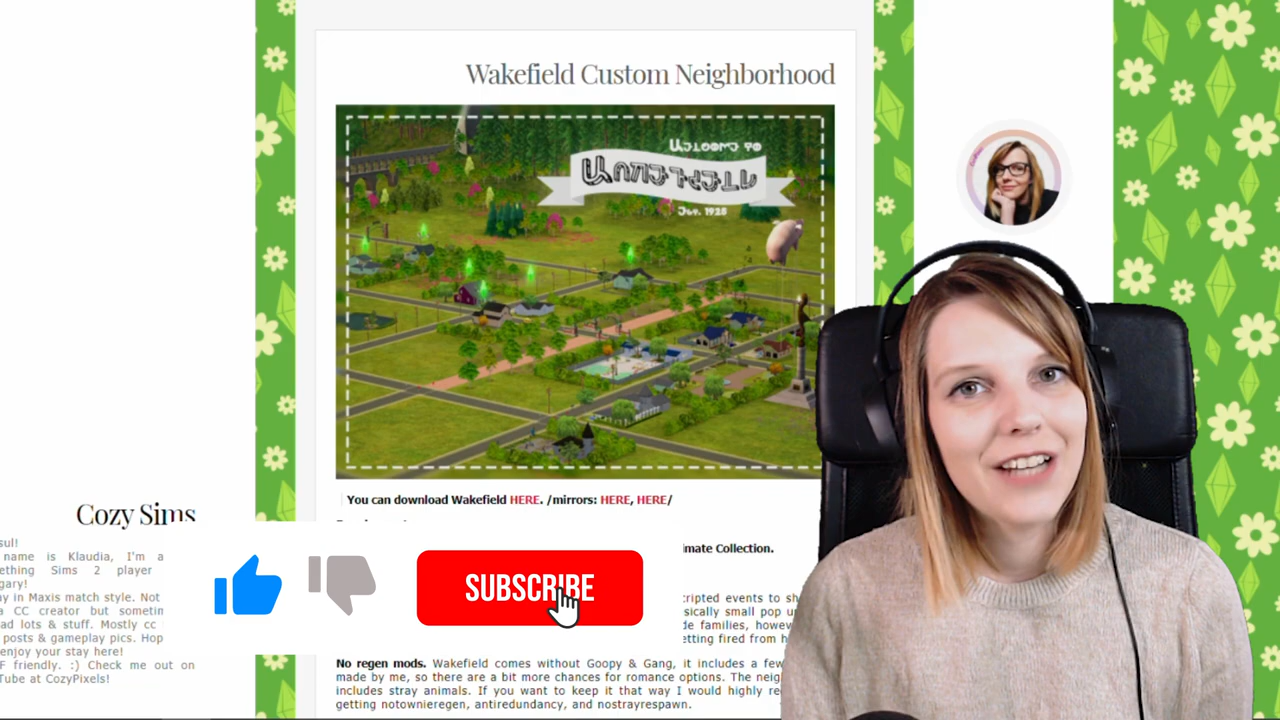 Wakefield Custom Neighborhood
You can download Wakefield HERE. /mirrors: HERE, HERE/
Cozy Sims
sul!
name is Klaudia, I'm a
ething Sims 2 player
gary!
y in Maxis match style. Not
a CC creator but sometim
ad lots & stuff. Mostly cc
posts & gameplay pics. Hop
enjoy your stay here!
F friendly. :) Check me out on
Tube at CozyPixels!
SUBSCRIBE
imate Collection.
cripted events to sh
sically small pop u
de families, howev
etting fired from h
No regen mods. Wakefield comes without Goopy & Gang, it includes a few
made by me, so there are a bit more chances for romance options. The neig
includes stray animals. If you want to keep it that way I would highly re
getting notownieregen, antiredundancy, and nostrayrespawn.